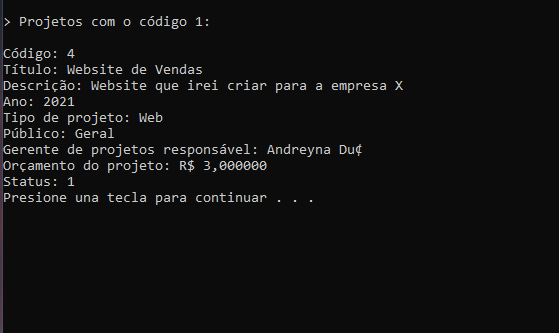 > Projetos com o código 1:
Código: 4
Título: Website de Vendas
Descrição: Website que irei criar para a empresa X
Ano: 2021
Tipo de projeto: Web
Público: Geral
Gerente de projetos responsável: Andreyna Du¢
Orçamento do projeto: R$ 3,000000
Status: 1
Presione una tecla para continuar . . .